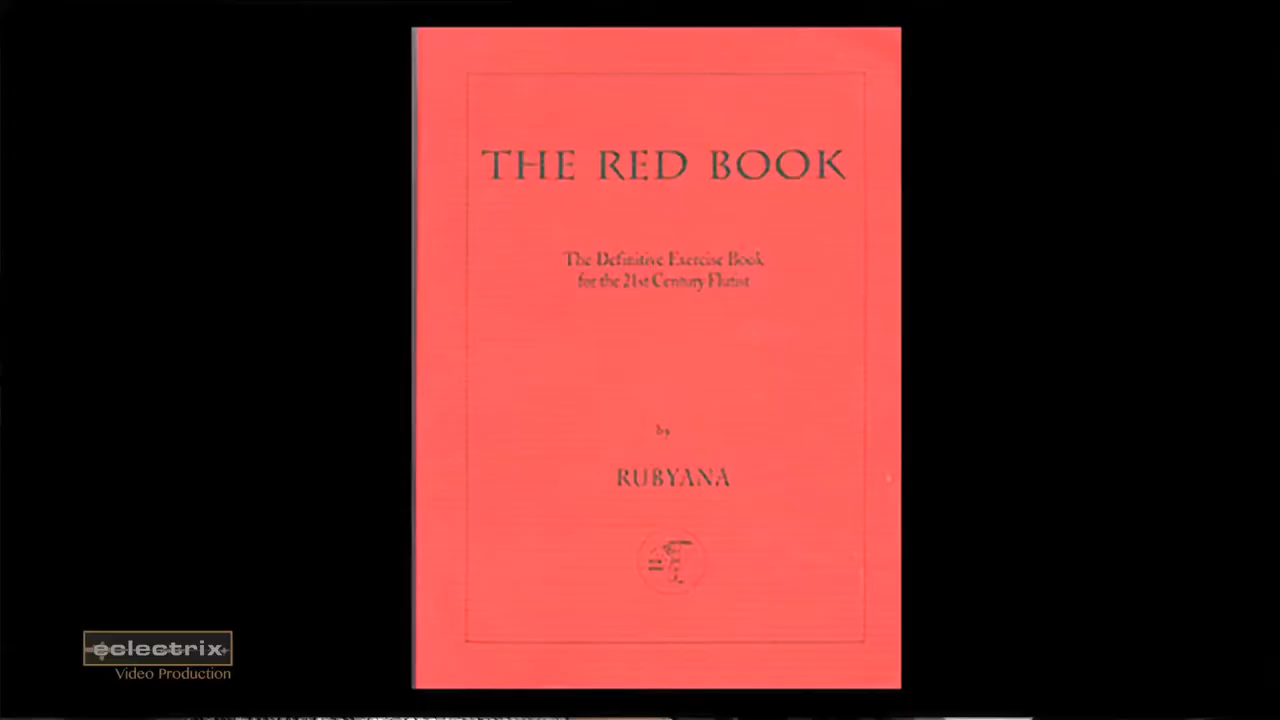 THE RED BOOK
The Definitive Exercise Book
for the 21st Century Flutist
by
RUBYANA
eclectrix
Video Production